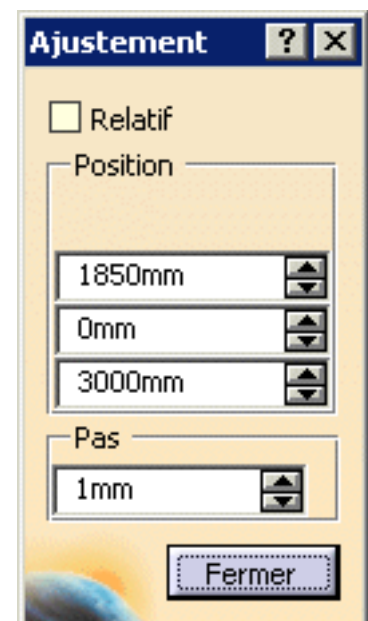 Ajustement ? X
Relatif
Position
1850mm
0mm
3000mm
Pas
1mm
Fermer